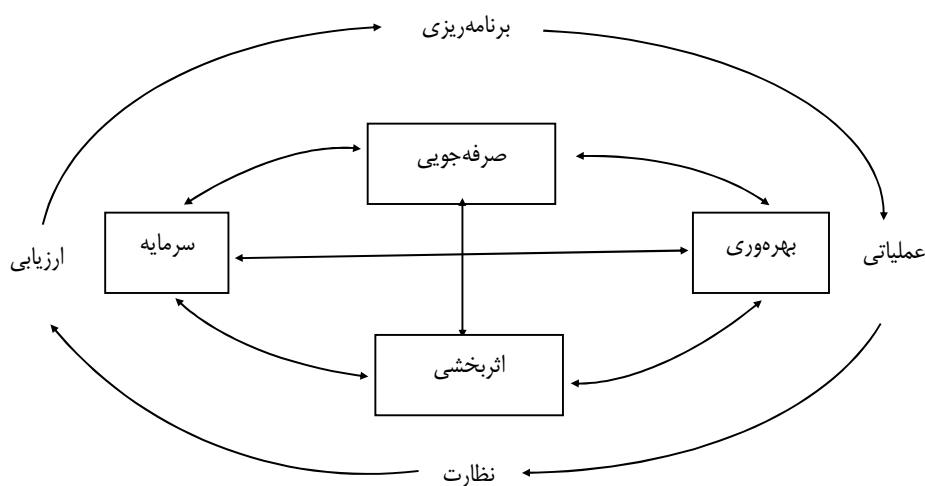 برنامه‌ریزی
صرفه‌جویی
بهره‌وری
سرمایه
عملیاتی
ارزیابی
اثربخشی
نظارت